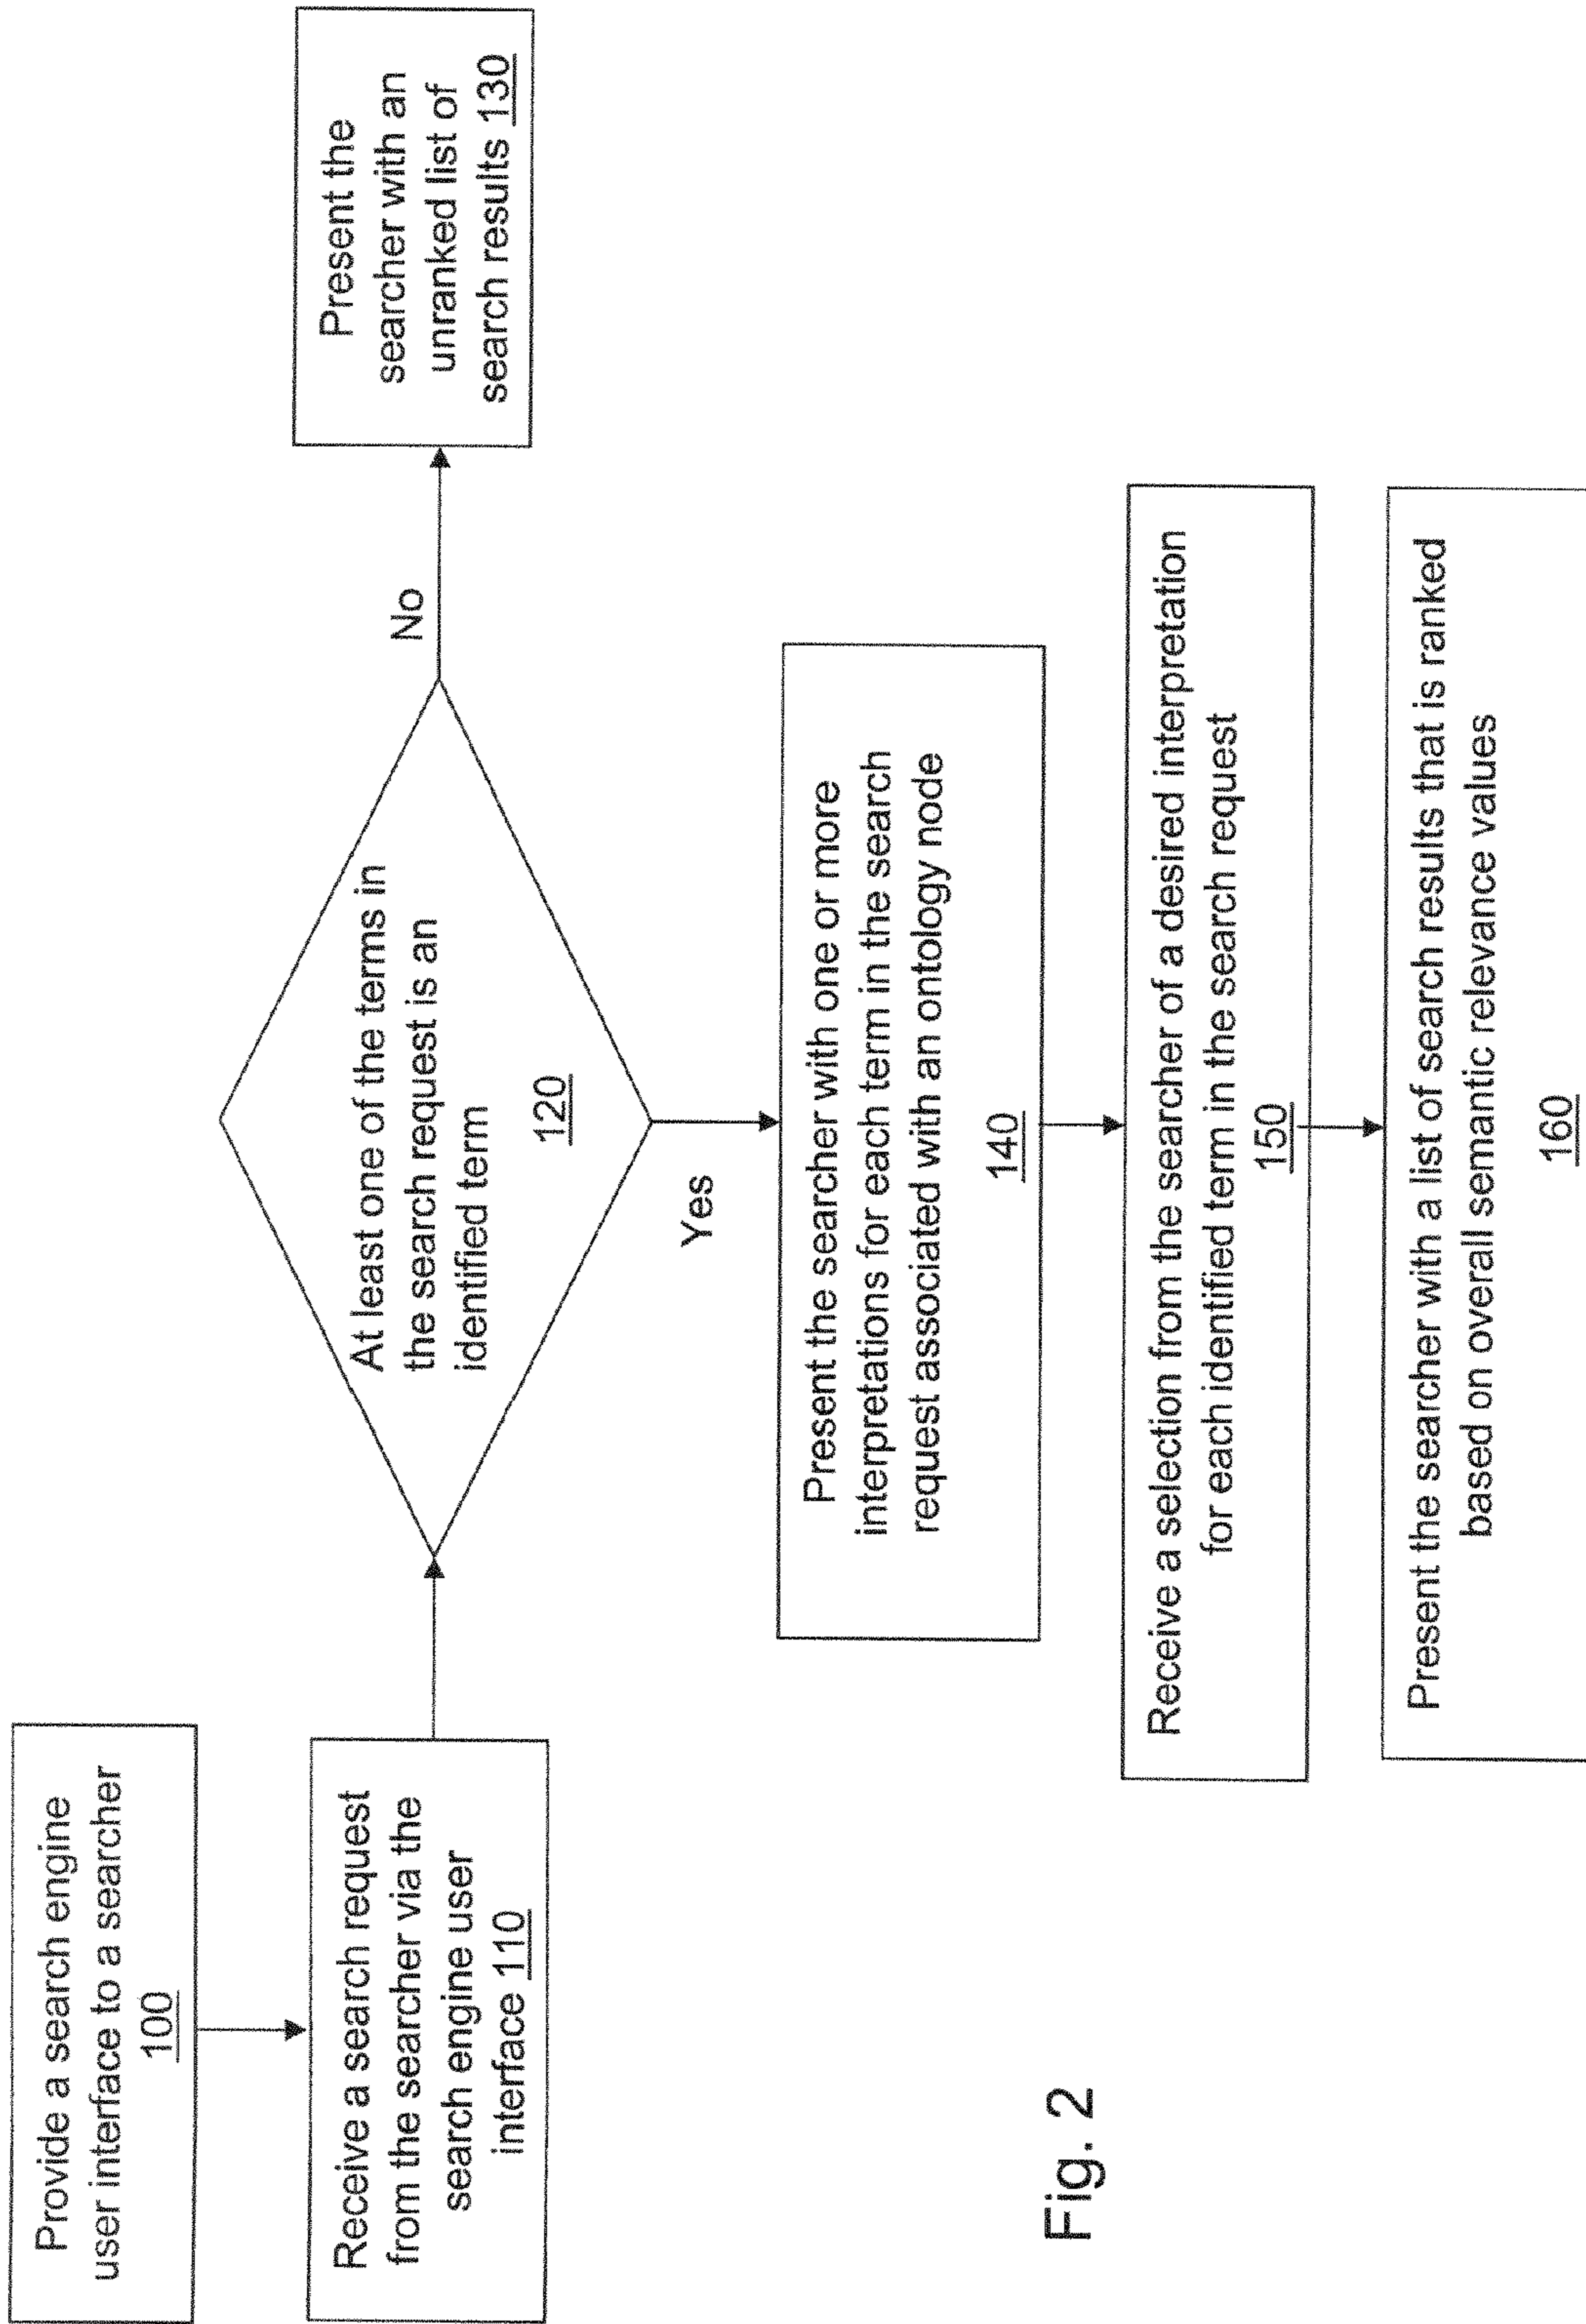 Provide a search engine
user interface to a searcher
100
Receive a search request
from the searcher via the
search engine user
interface 110
At least one of the terms in
the search request is an
identified term
120
No
Present the
searcher with an
unranked list of
search results 130
Yes
Present the searcher with one or more
interpretations for each term in the search
request associated with an ontology node
140
Receive a selection from the searcher of a desired interpretation
for each identified term in the search request
150
Present the searcher with a list of search results that is ranked
based on overall semantic relevance values
160
Fig. 2